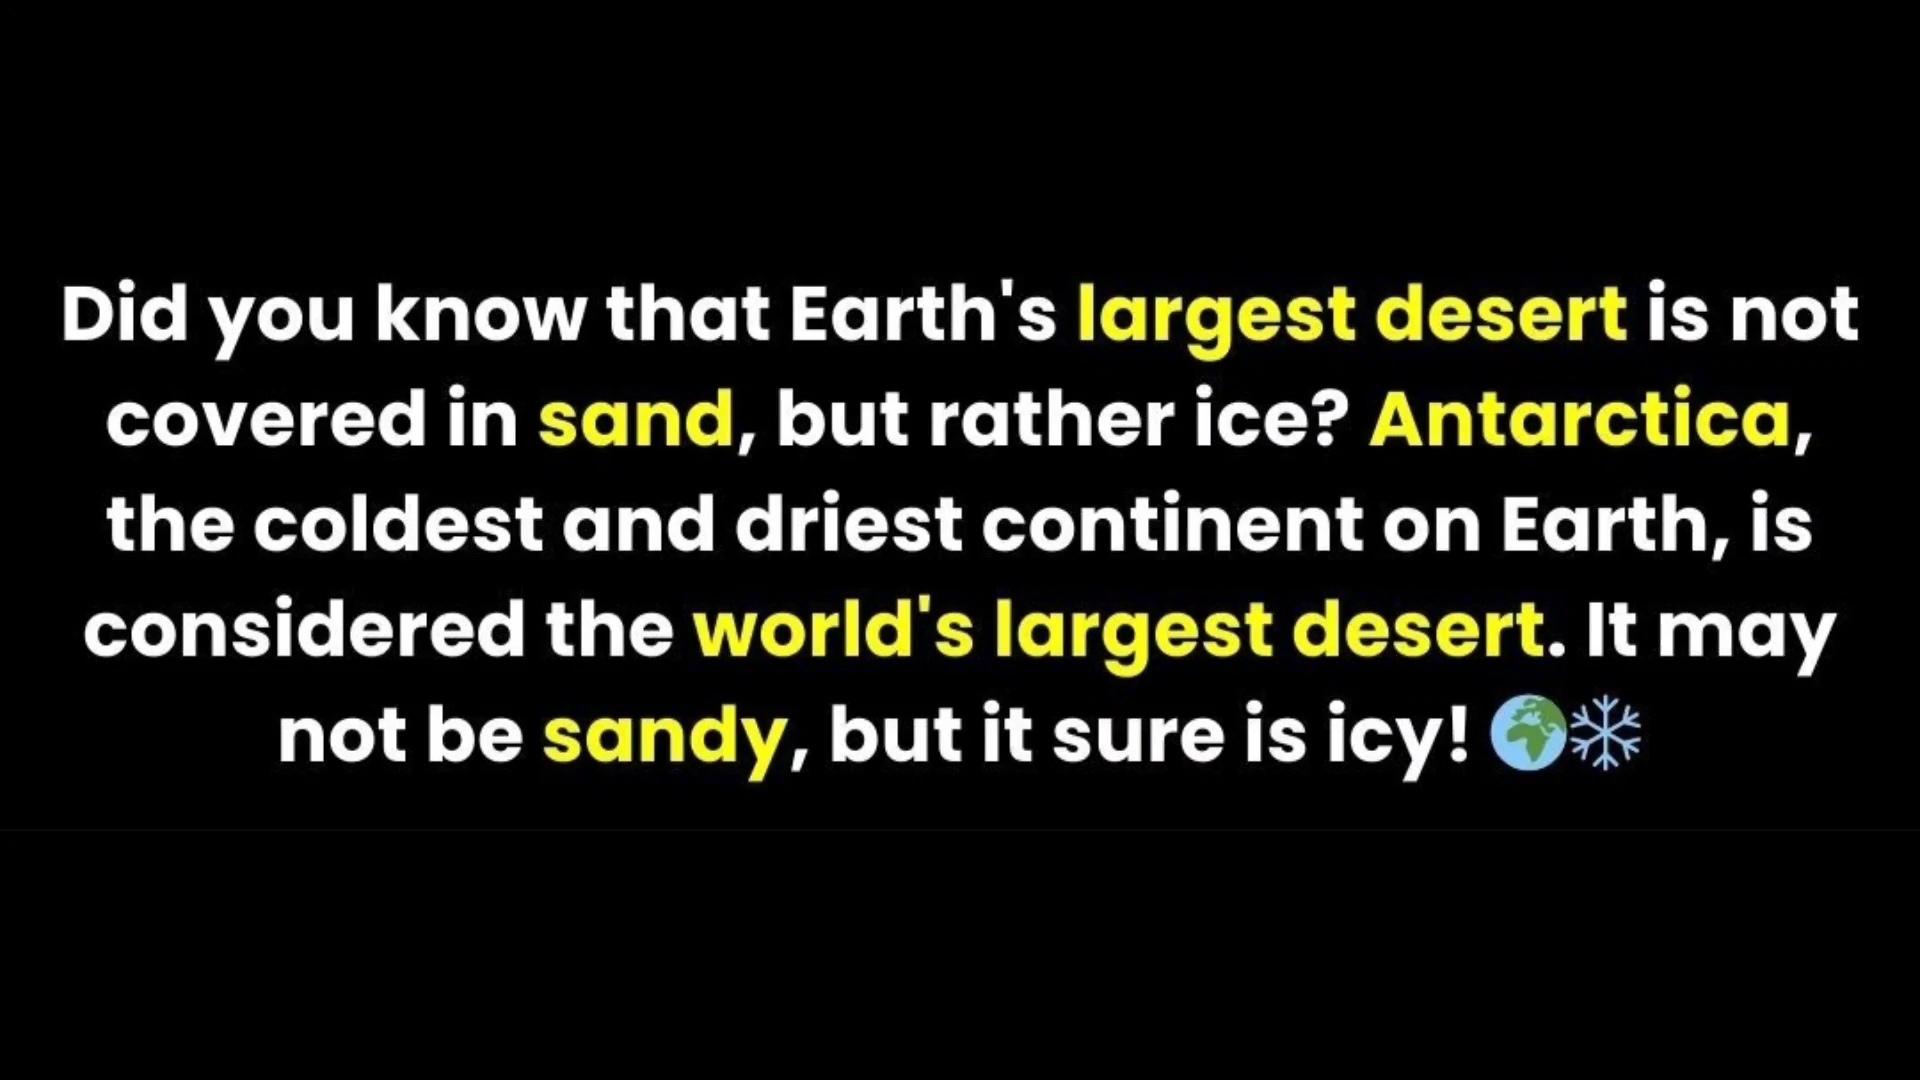 Did you know that Earth's largest desert is not
covered in sand, but rather ice? Antarctica,
the coldest and driest continent on Earth, is
considered the world's largest desert. It may
not be sandy, but it sure is icy! 🌍❄️